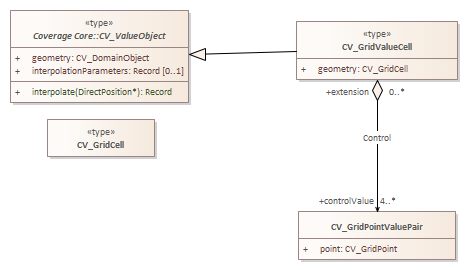 «type»
Coverage Core::CV_ValueObject
+ geometry: CV_DomainObject
+ interpolationParameters: Record [0..1]
+ interpolate(DirectPosition*): Record
«type»
CV_GridValueCell
+ geometry: CV_GridCell
+extension 0..*
«type»
CV_GridCell
Control
+controlValue 4..*
CV_GridPointValuePair
+ point: CV_GridPoint